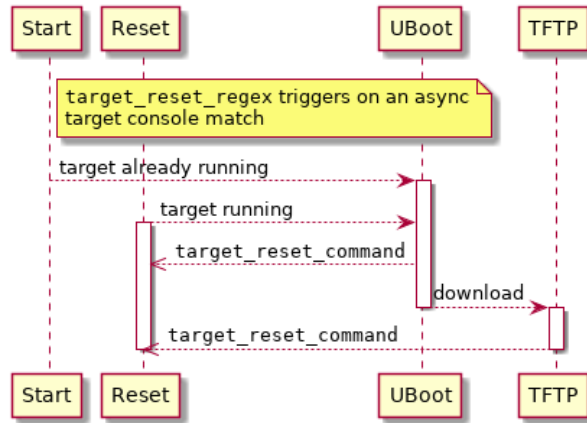 Start Reset UBoot TFTP
target_reset_regex triggers on an async
target console match
target already running
target running
target_reset_command
download
target_reset_command
Start Reset UBoot TFTP